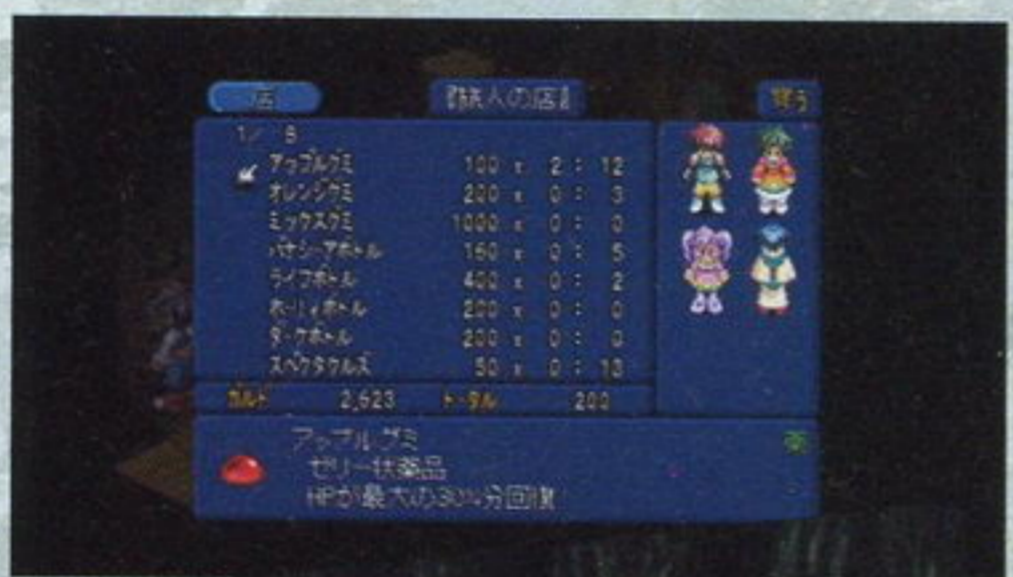 店 旅人の店 買う
1/ 8
アップルグミ 100 x 2 : 12
オレンジグミ 200 x 0 : 3
ミックスグミ 1000 x 0 : 0
パナシーアボトル 150 x 0 : 5
ライフボトル 400 x 0 : 2
ホーリィボトル 200 x 0 : 0
ダークボトル 200 x 0 : 0
スペクタクルズ 50 x 0 : 13
ガルド 2,623 トータル 200
アップルグミ 薬
ゼリー状薬品
HPが最大の30%分回復